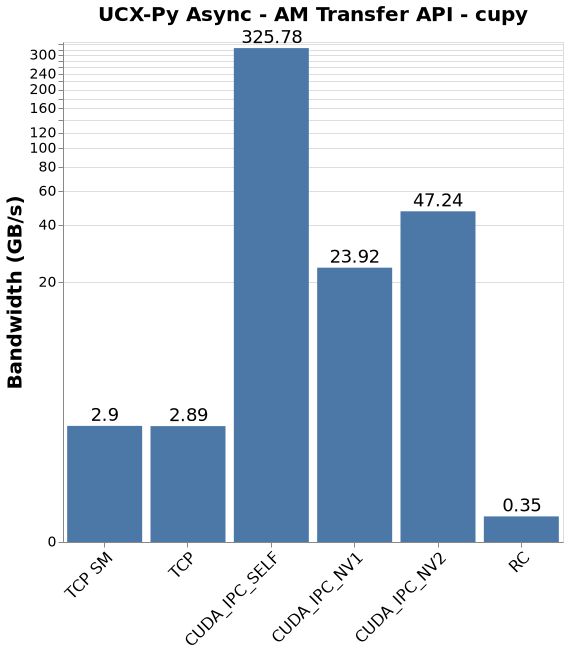 UCX-Py Async - AM Transfer API - cupy
Bandwidth (GB/s)
300
240
200
160
120
100
80
60
40
20
0
2.9
2.89
325.78
23.92
47.24
0.35
TCP SM
TCP
CUDA_IPC_SELF
CUDA_IPC_NV1
CUDA_IPC_NV2
RC